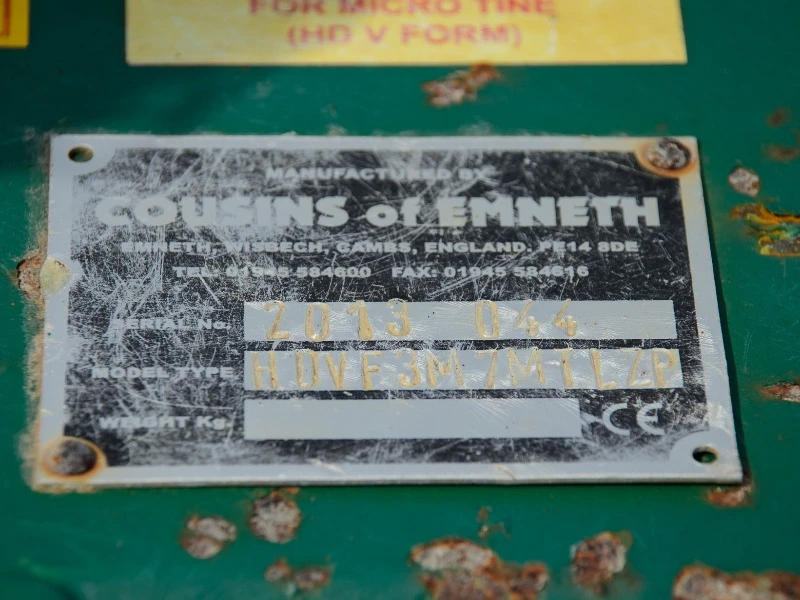 FOR MICRO TINE
(HD V FORM)
MANUFACTURED BY
COUSINS of EMNETH
EMNETH, WISBECH, CAMBS, ENGLAND, PE14 8DE
TEL: 01945 584600 FAX: 01945 584616
SERIAL No. 2013 044
MODEL TYPE HDVF3M7MTLZP
WEIGHT Kg. CE